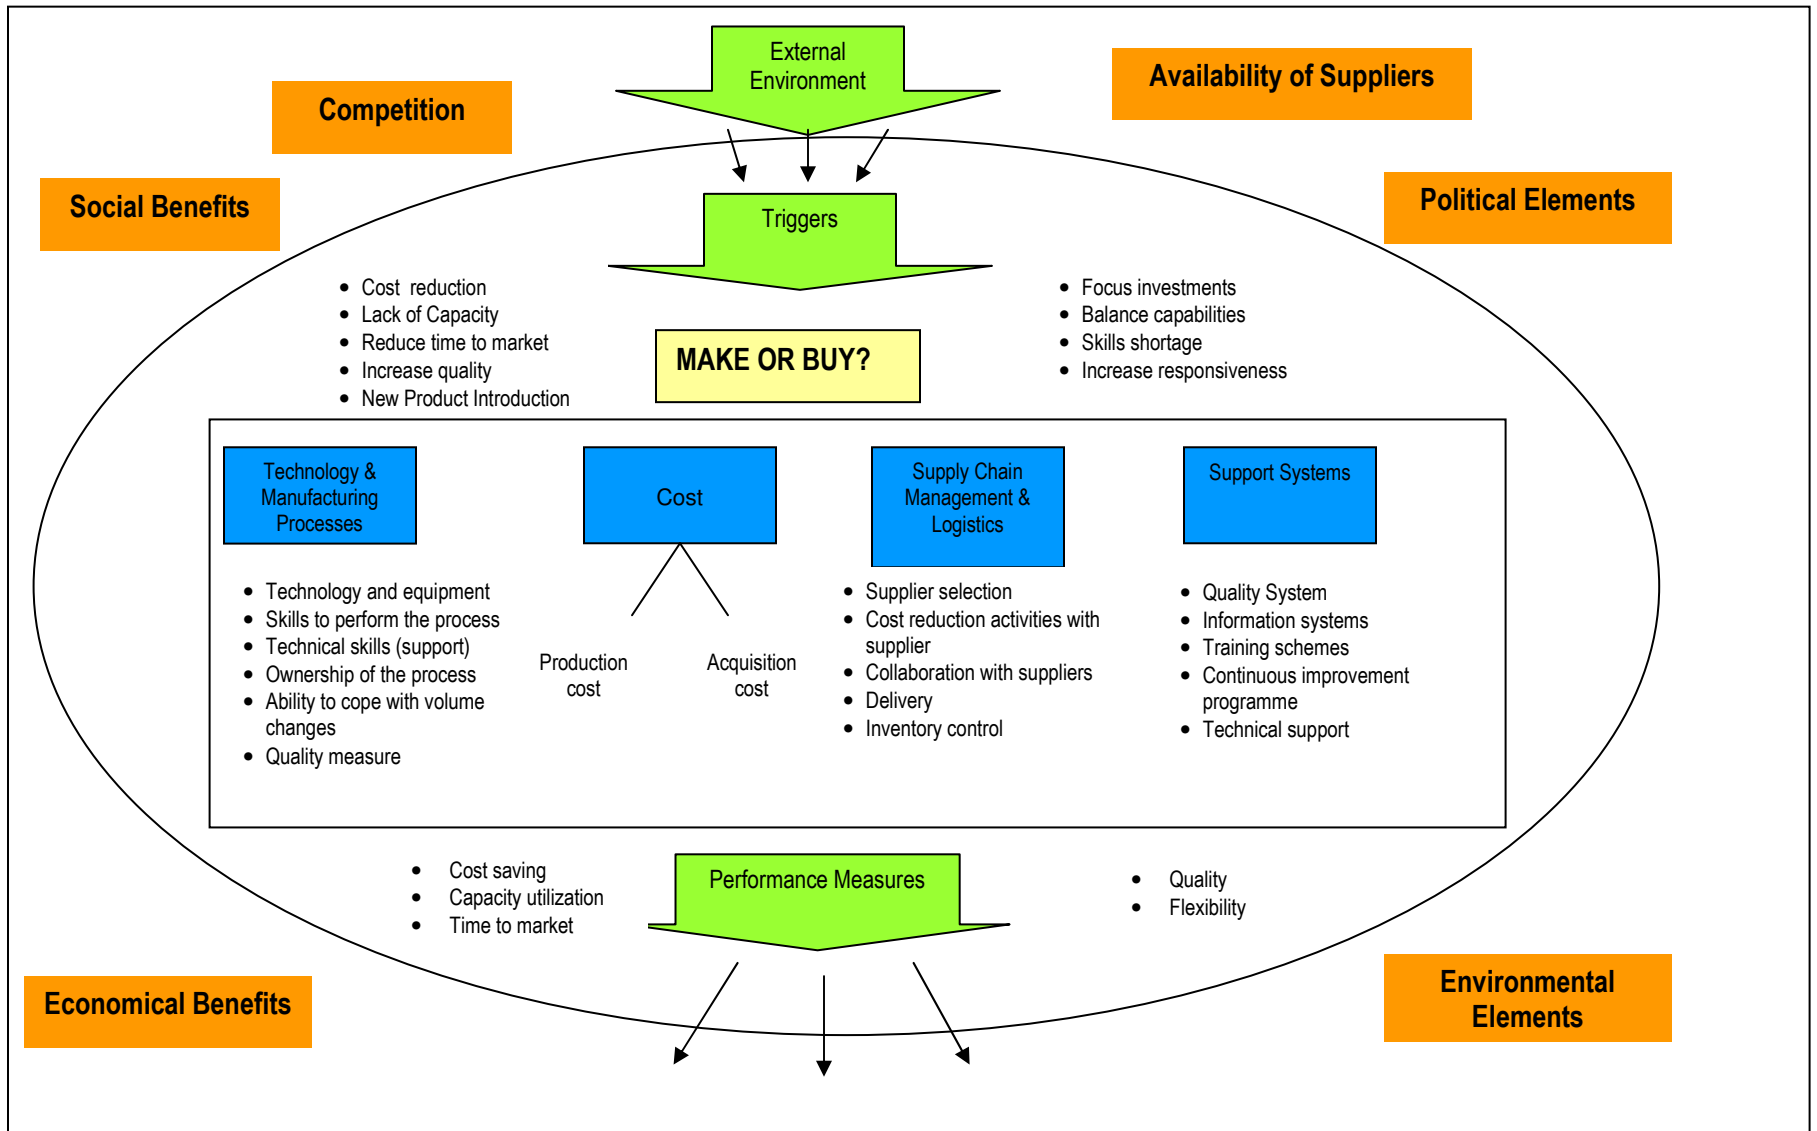 External
Environment
Availability of Suppliers
Competition
Social Benefits
Political Elements
Triggers
• Cost reduction
• Lack of Capacity
• Reduce time to market
• Increase quality
• New Product Introduction
• Focus investments
• Balance capabilities
• Skills shortage
• Increase responsiveness
MAKE OR BUY?
Technology &
Manufacturing
Processes
• Technology and equipment
• Skills to perform the process
• Technical skills (support)
• Ownership of the process
• Ability to cope with volume
changes
• Quality measure
Cost
Production
cost
Acquisition
cost
Supply Chain
Management &
Logistics
• Supplier selection
• Cost reduction activities with
supplier
• Collaboration with suppliers
• Delivery
• Inventory control
Support Systems
• Quality System
• Information systems
• Training schemes
• Continuous improvement
programme
• Technical support
• Cost saving
• Capacity utilization
• Time to market
Performance Measures
• Quality
• Flexibility
Economical Benefits
Environmental
Elements